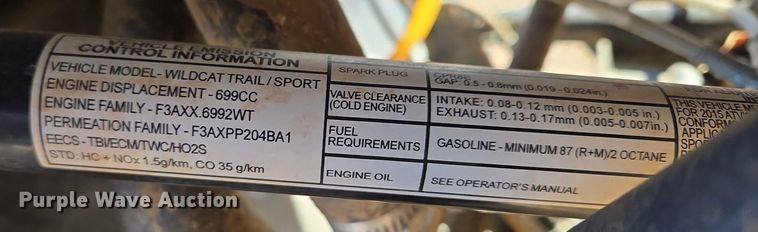 VEHICLE EMISSION
CONTROL INFORMATION
VEHICLE MODEL - WILDCAT TRAIL / SPORT
ENGINE DISPLACEMENT - 699CC
ENGINE FAMILY - F3AXX.6992WT
PERMEATION FAMILY - F3AXPP204BA1
EECS - TBI/ECM/TWC/HO2S
STD: HC + NOx 1.5g/km, CO 35 g/km
SPARK PLUG
CPR8E
GAP: 0.5 - 0.6mm (0.019 - 0.024in.)
VALVE CLEARANCE
(COLD ENGINE)
INTAKE: 0.08-0.12 mm (0.003-0.005 in.)
EXHAUST: 0.13-0.17mm (0.005-0.007in.)
FUEL
REQUIREMENTS
GASOLINE - MINIMUM 87 (R+M)/2 OCTANE
ENGINE OIL
SEE OPERATOR'S MANUAL
THIS VEHICLE
FOR 2015
CONFORM
Purple Wave Auction